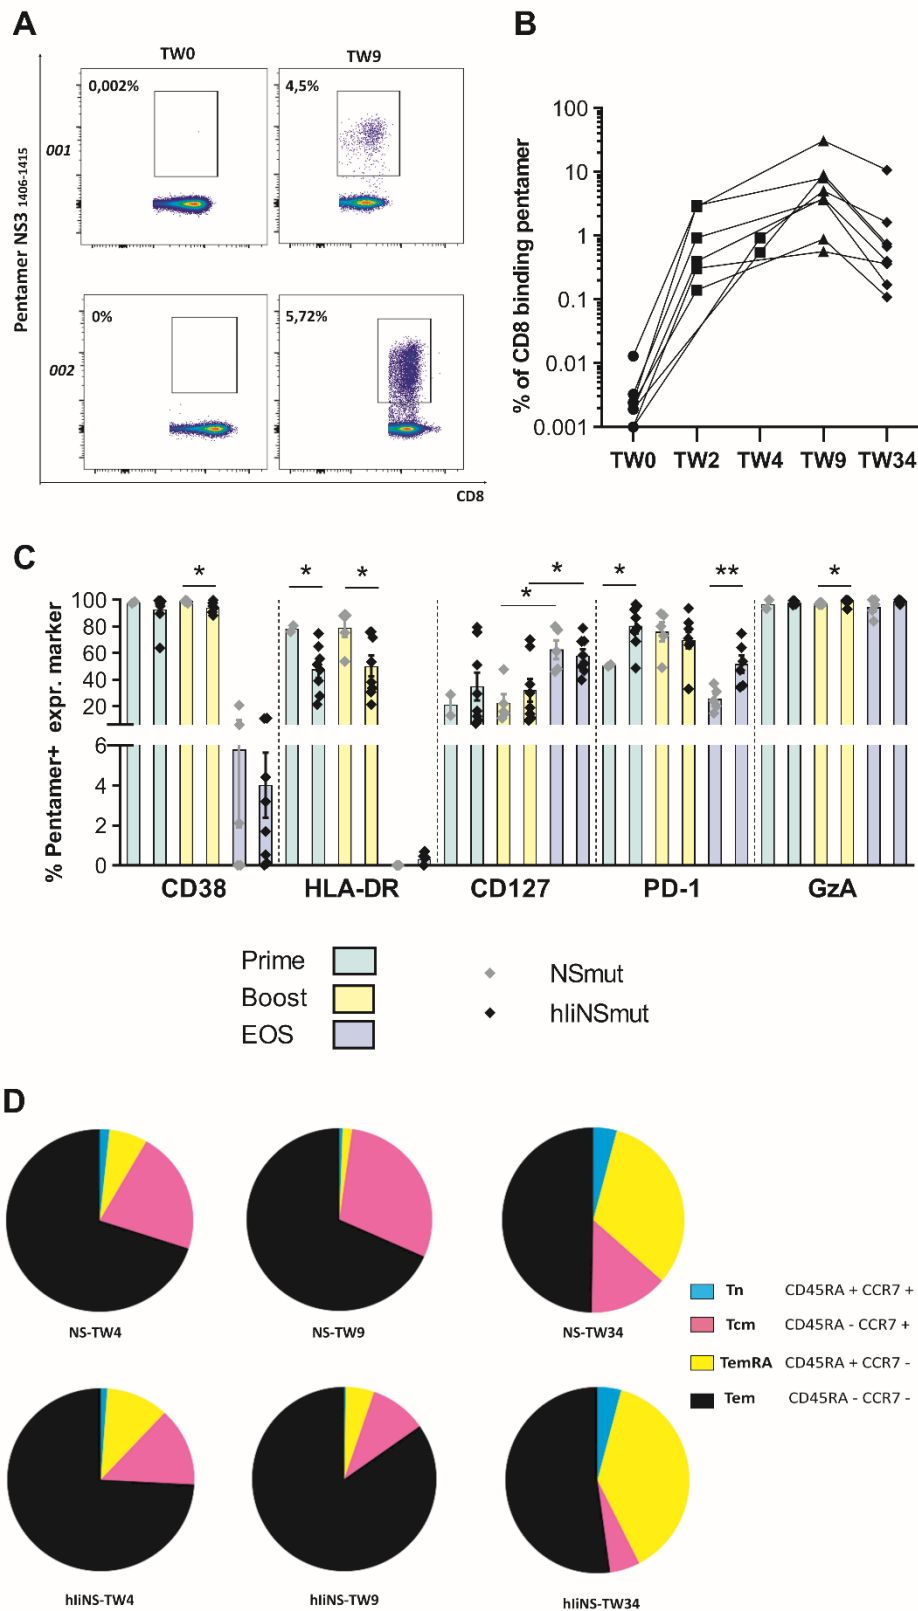 A
B
TW0
TW9
0,002%
4,5%
001
0%
5,72%
002
Pentamer NS3 1406-1415
CD8
100
10
1
0.1
0.01
0.001
% of CD8 binding pentamer
TW0 TW2 TW4 TW9 TW34
C
* * * * * * ** *
100
80
60
40
20
6
4
2
0
% Pentamer+ expr. marker
CD38 HLA-DR CD127 PD-1 GzA
Prime
Boost
EOS
NSmut
hIiNSmut
D
NS-TW4 NS-TW9 NS-TW34
Tn CD45RA + CCR7 +
Tcm CD45RA - CCR7 +
TemRA CD45RA + CCR7 -
Tem CD45RA - CCR7 -
hIiNS-TW4 hIiNS-TW9 hIiNS-TW34